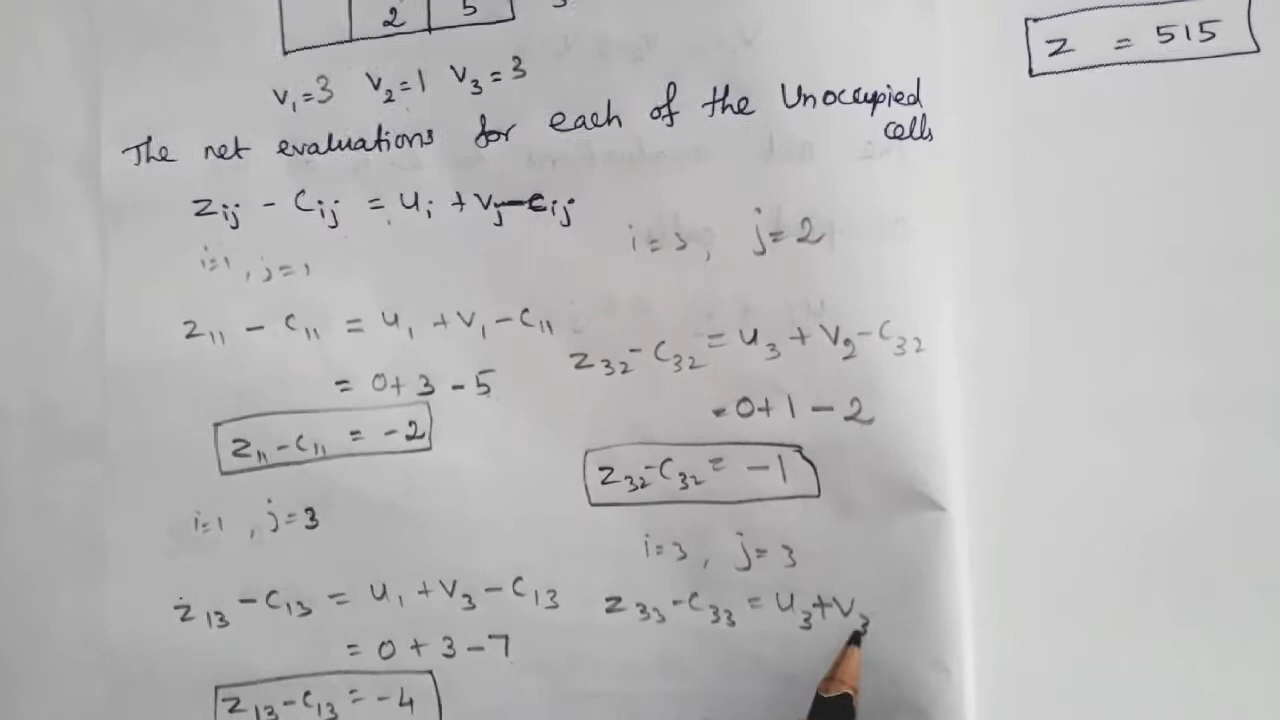 2 5
z = 515
v₁=3 v₂=1 v₃=3
The net evaluations for each of the Unoccupied
cells
zij - cij = ui + vj - cij
i=1, j=1
z₁₁ - c₁₁ = u₁ + v₁ - c₁₁
= 0+3-5
z₁₁-c₁₁ = -2
i=1, j=3
z₁₃ - c₁₃ = u₁ + v₃ - c₁₃
= 0 + 3 - 7
z₁₃-c₁₃ = -4
i=3, j=2
z₃₂-c₃₂ = u₃+v₂-c₃₂
=0+1-2
z₃₂-c₃₂ = -1
i=3, j=3
z₃₃-c₃₃ = u₃+v₃